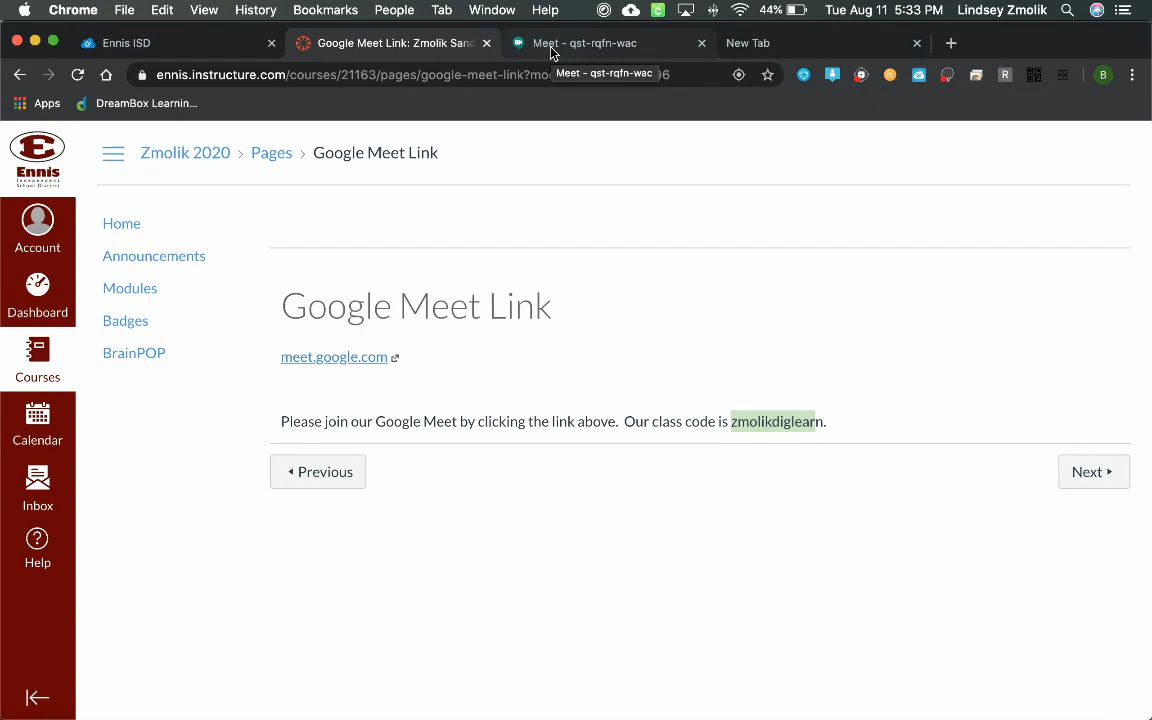 Chrome File Edit View History Bookmarks People Tab Window Help 44% Tue Aug 11 5:33 PM Lindsey Zmolik
Ennis ISD Google Meet Link: Zmolik Sand Meet - qst-rqfn-wac New Tab
ennis.instructure.com/courses/21163/pages/google-meet-link?mo 96
Meet - qst-rqfn-wac
R B
Apps DreamBox Learnin...
E
Ennis
Independent
School District
Zmolik 2020 > Pages > Google Meet Link
Account
Dashboard
Courses
Calendar
Inbox
Help
Home
Announcements
Modules
Badges
BrainPOP
Google Meet Link
meet.google.com
Please join our Google Meet by clicking the link above. Our class code is zmolikdiglearn.
Previous
Next